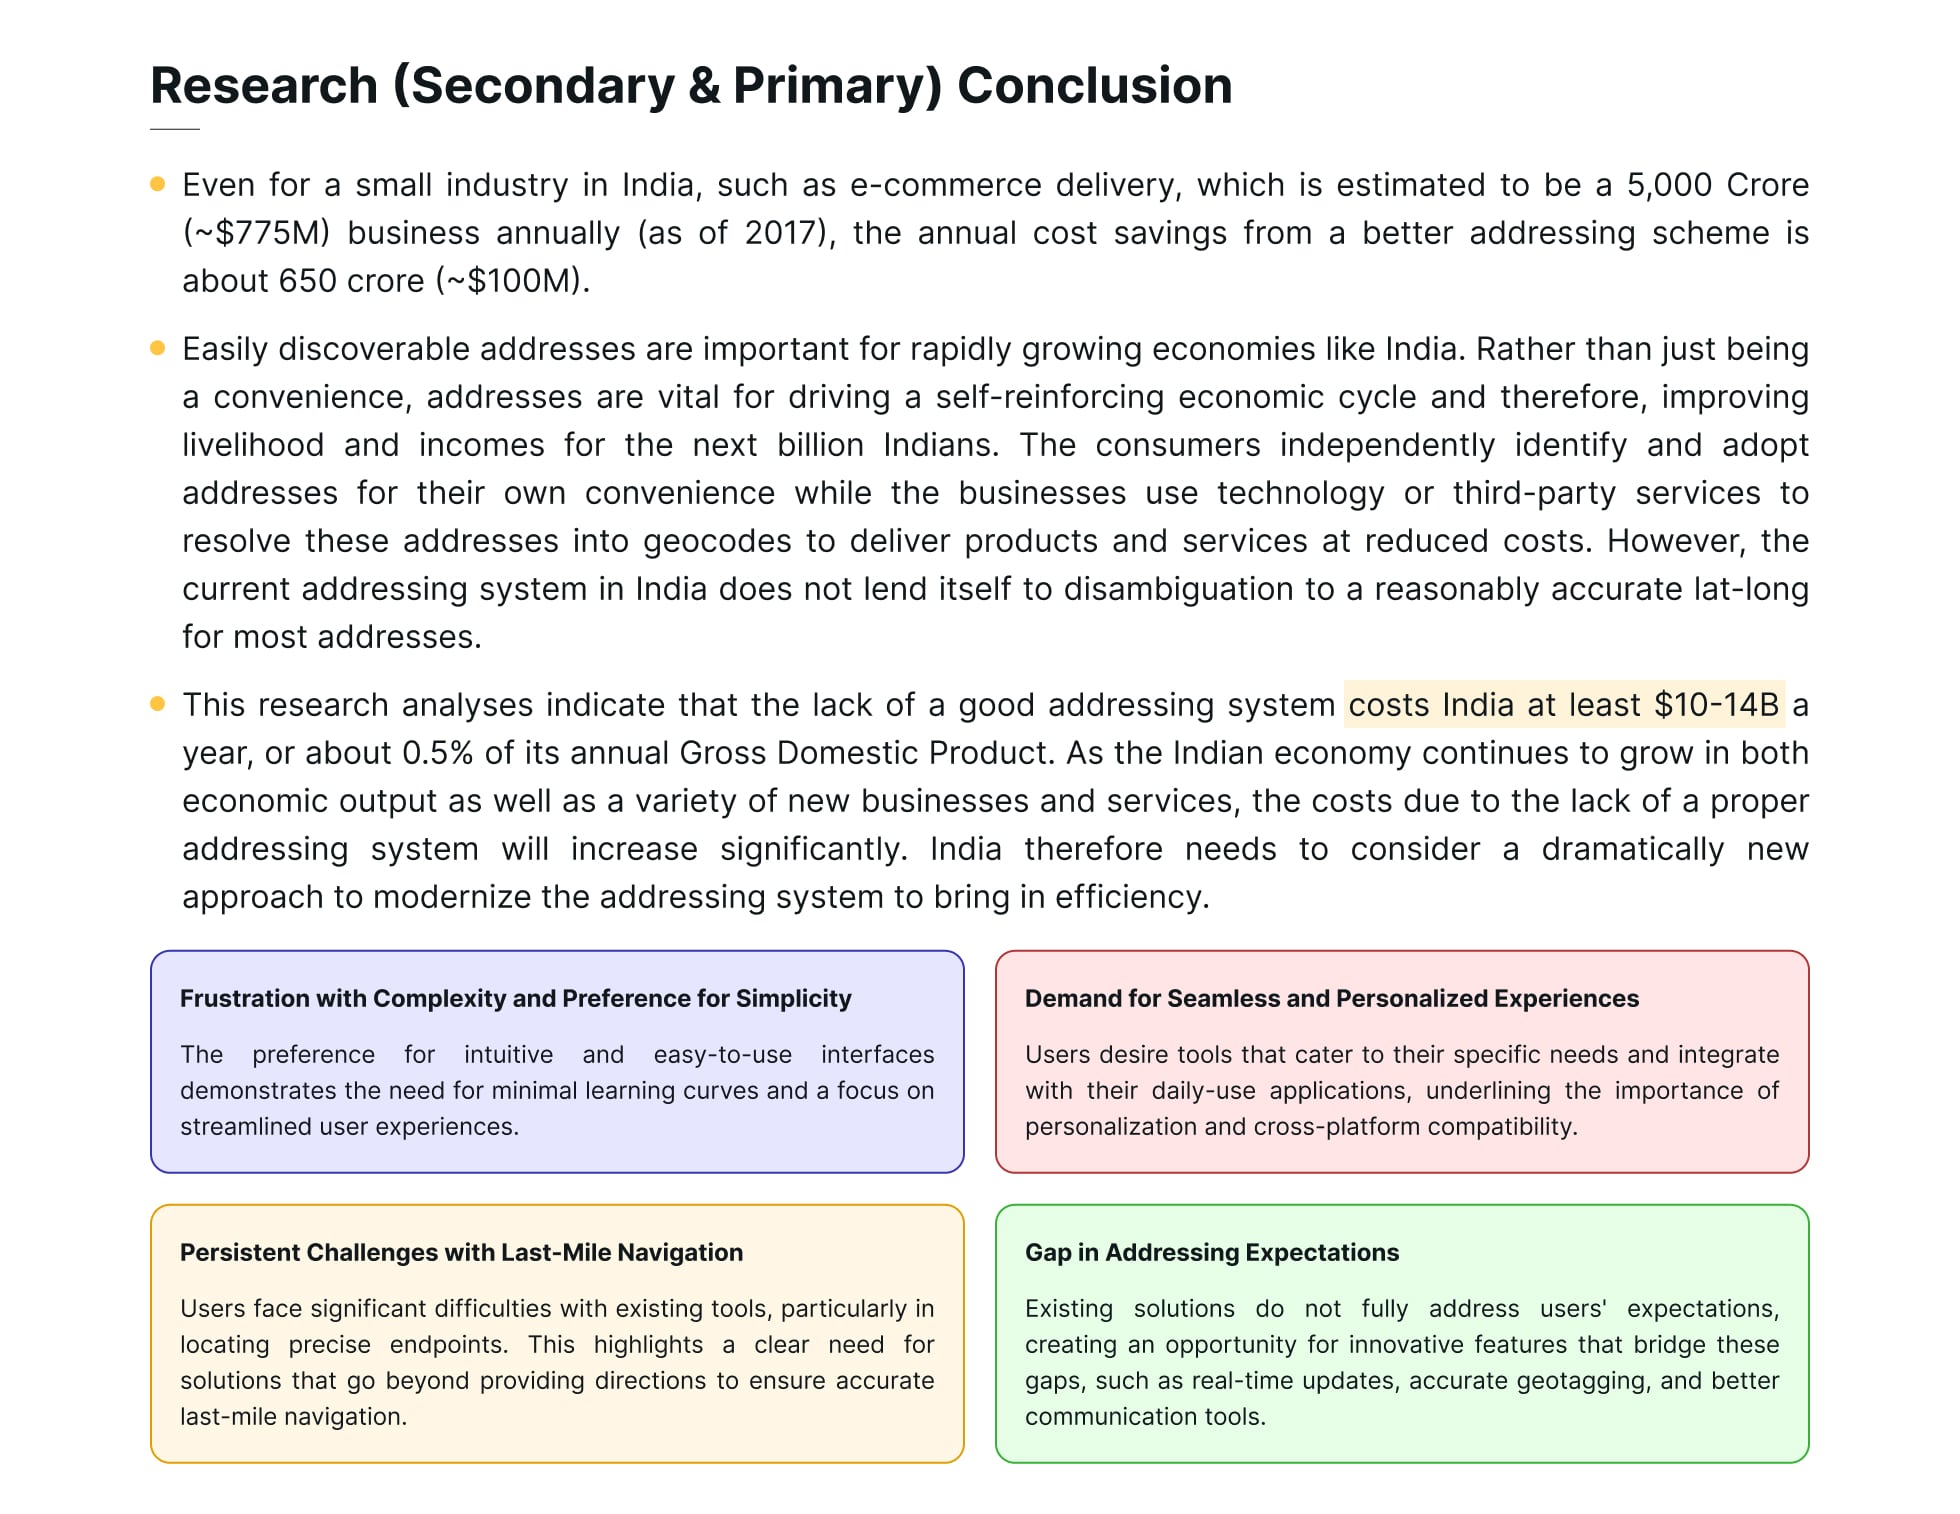 Research (Secondary & Primary) Conclusion
Even for a small industry in India, such as e-commerce delivery, which is estimated to be a 5,000 Crore
(~$775M) business annually (as of 2017), the annual cost savings from a better addressing scheme is
about 650 crore (~$100M).
Easily discoverable addresses are important for rapidly growing economies like India. Rather than just being
a convenience, addresses are vital for driving a self-reinforcing economic cycle and therefore, improving
livelihood and incomes for the next billion Indians. The consumers independently identify and adopt
addresses for their own convenience while the businesses use technology or third-party services to
resolve these addresses into geocodes to deliver products and services at reduced costs. However, the
current addressing system in India does not lend itself to disambiguation to a reasonably accurate lat-long
for most addresses.
This research analyses indicate that the lack of a good addressing system costs India at least $10-14B a
year, or about 0.5% of its annual Gross Domestic Product. As the Indian economy continues to grow in both
economic output as well as a variety of new businesses and services, the costs due to the lack of a proper
addressing system will increase significantly. India therefore needs to consider a dramatically new
approach to modernize the addressing system to bring in efficiency.
Frustration with Complexity and Preference for Simplicity
The preference for intuitive and easy-to-use interfaces
demonstrates the need for minimal learning curves and a focus on
streamlined user experiences.
Demand for Seamless and Personalized Experiences
Users desire tools that cater to their specific needs and integrate
with their daily-use applications, underlining the importance of
personalization and cross-platform compatibility.
Persistent Challenges with Last-Mile Navigation
Users face significant difficulties with existing tools, particularly in
locating precise endpoints. This highlights a clear need for
solutions that go beyond providing directions to ensure accurate
last-mile navigation.
Gap in Addressing Expectations
Existing solutions do not fully address users' expectations,
creating an opportunity for innovative features that bridge these
gaps, such as real-time updates, accurate geotagging, and better
communication tools.